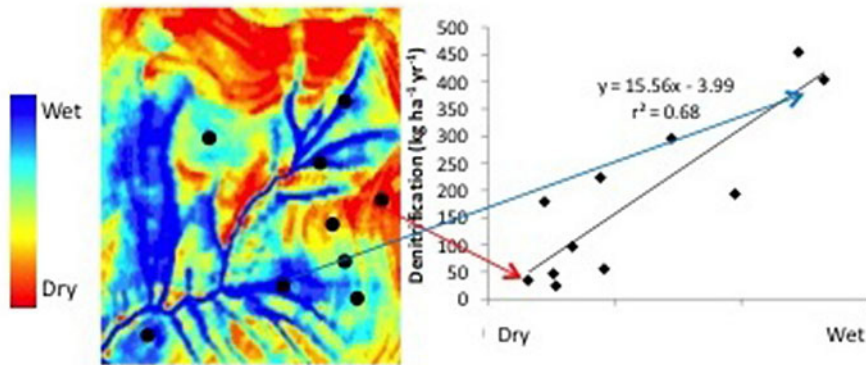 Wet
Dry
Denitrification (kg ha⁻¹ yr⁻¹)
500
450
400
350
300
250
200
150
100
50
0
y = 15.56x - 3.99
r² = 0.68
Dry
Wet